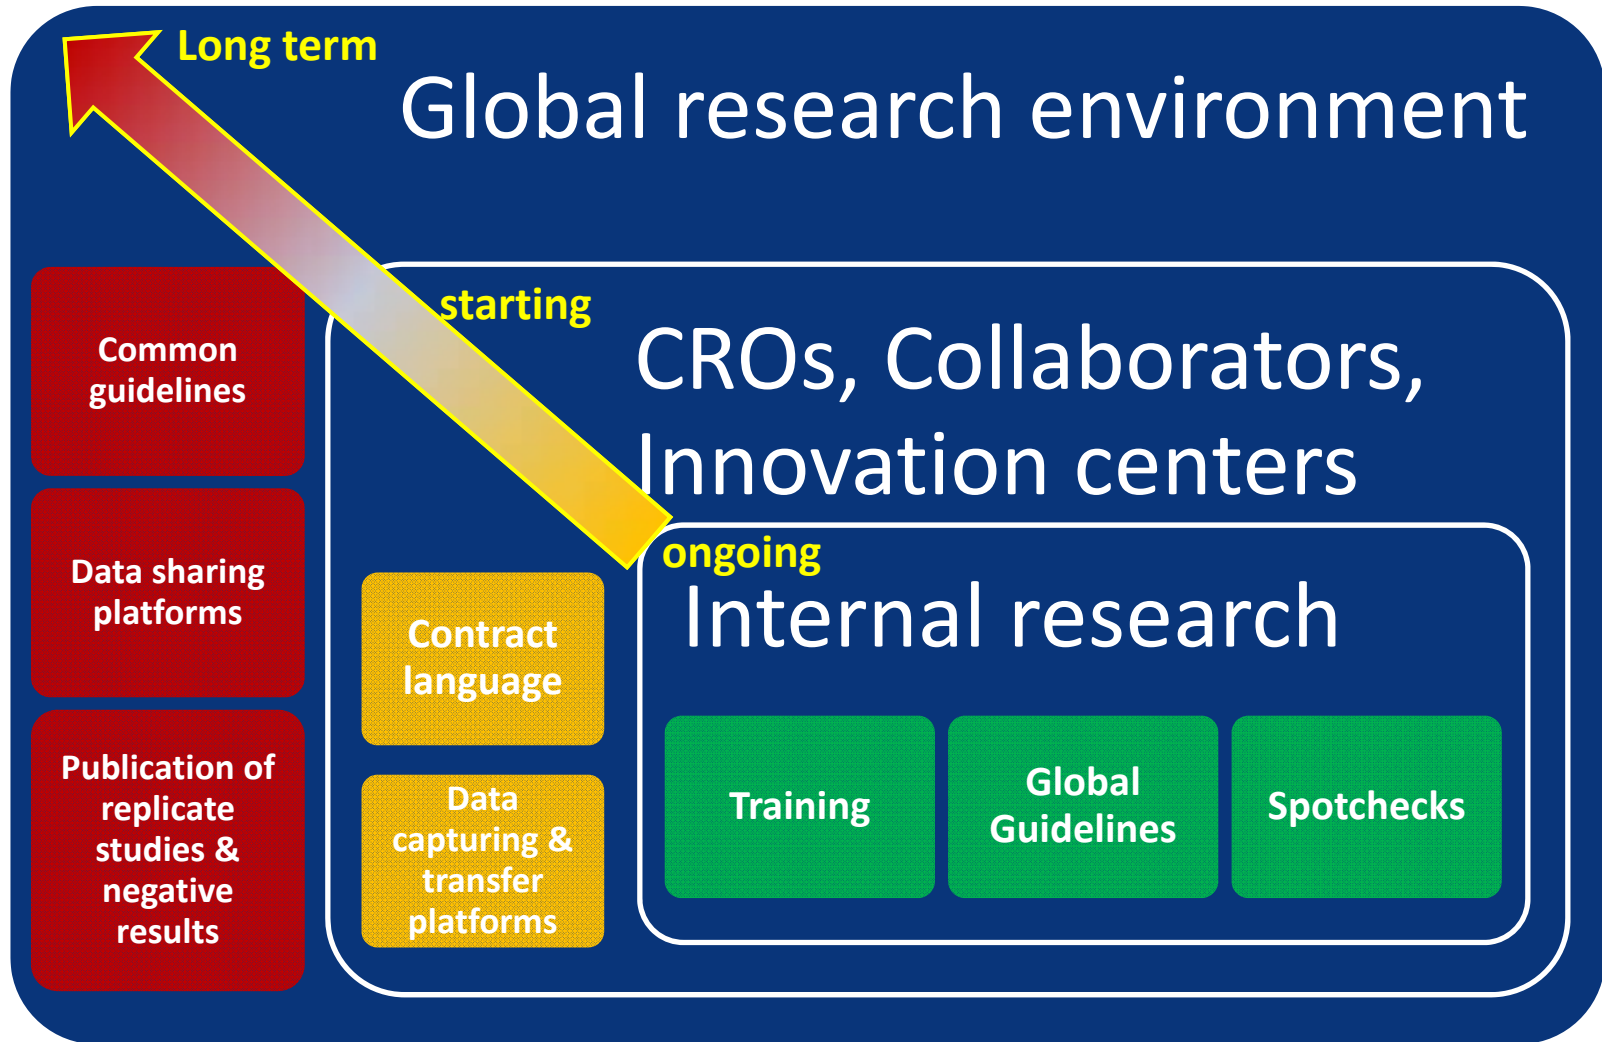 Long term
Global research environment
starting
CROs, Collaborators,
Innovation centers
ongoing
Internal research
Common
guidelines
Data sharing
platforms
Publication of
replicate
studies &
negative
results
Contract
language
Data
capturing &
transfer
platforms
Training
Global
Guidelines
Spotchecks